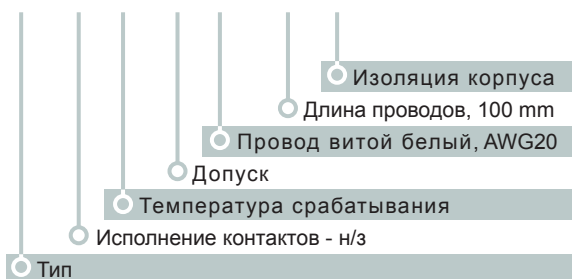 Изоляция корпуса
Длина проводов, 100 mm
Провод витой белый, AWG20
Допуск
Температура срабатывания
Исполнение контактов - н/з
Тип